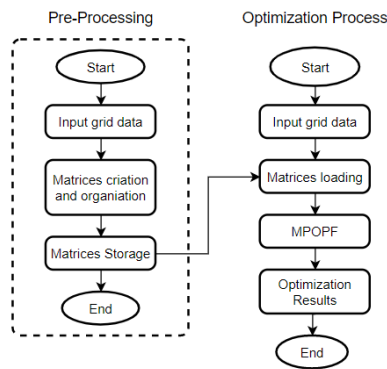 Pre-Processing
Start
Input grid data
Matrices criation
and organiation
Matrices Storage
End
Optimization Process
Start
Input grid data
Matrices loading
MPOPF
Optimization
Results
End